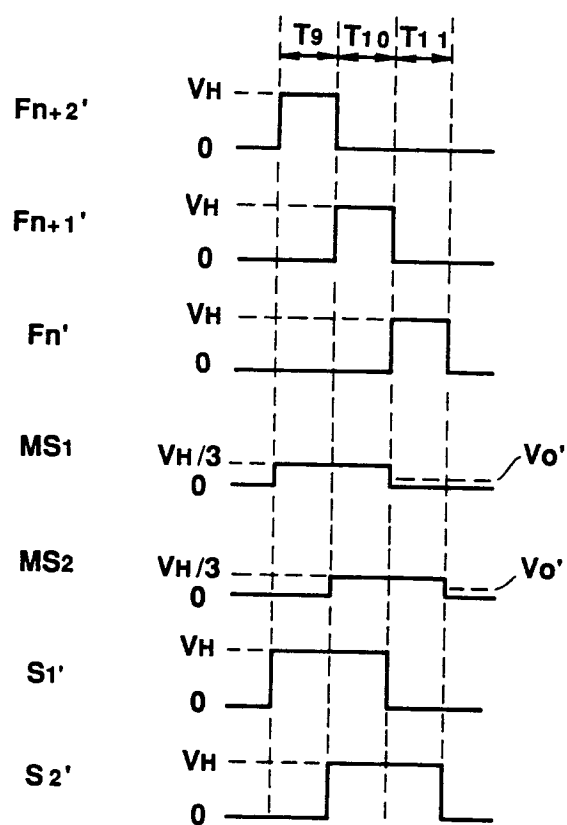 T9 T10 T11
Fn+2' VH
0
Fn+1' VH
0
Fn' VH
0
MS1 VH/3 Vo'
0
MS2 VH/3 Vo'
0
S1' VH
0
S2' VH
0